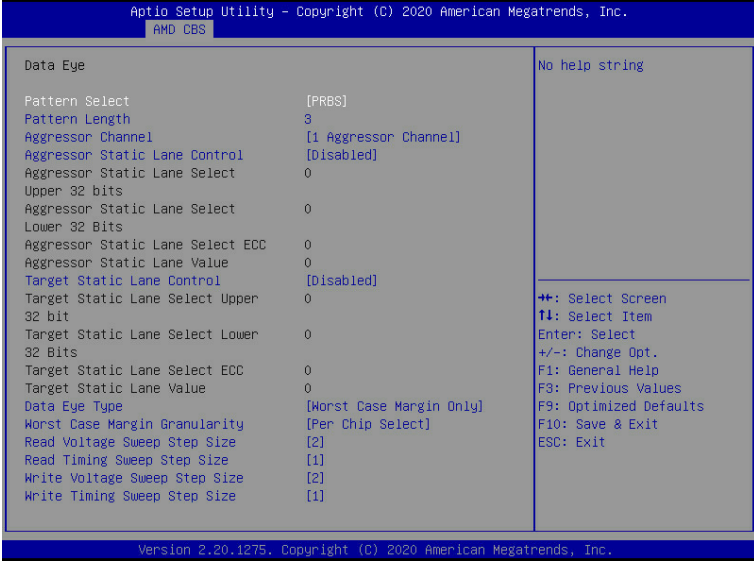 Aptio Setup Utility – Copyright (C) 2020 American Megatrends, Inc.
AMD CBS
Data Eye
Pattern Select [PRBS]
Pattern Length 3
Aggressor Channel [1 Aggressor Channel]
Aggressor Static Lane Control [Disabled]
Aggressor Static Lane Select 0
Upper 32 bits
Aggressor Static Lane Select 0
Lower 32 Bits
Aggressor Static Lane Select ECC 0
Aggressor Static Lane Value 0
Target Static Lane Control [Disabled]
Target Static Lane Select Upper 0
32 bit
Target Static Lane Select Lower 0
32 Bits
Target Static Lane Select ECC 0
Target Static Lane Value 0
Data Eye Type [Worst Case Margin Only]
Worst Case Margin Granularity [Per Chip Select]
Read Voltage Sweep Step Size [2]
Read Timing Sweep Step Size [1]
Write Voltage Sweep Step Size [2]
Write Timing Sweep Step Size [1]
No help string
→←: Select Screen
↑↓: Select Item
Enter: Select
+/-: Change Opt.
F1: General Help
F3: Previous Values
F9: Optimized Defaults
F10: Save & Exit
ESC: Exit
Version 2.20.1275. Copyright (C) 2020 American Megatrends, Inc.